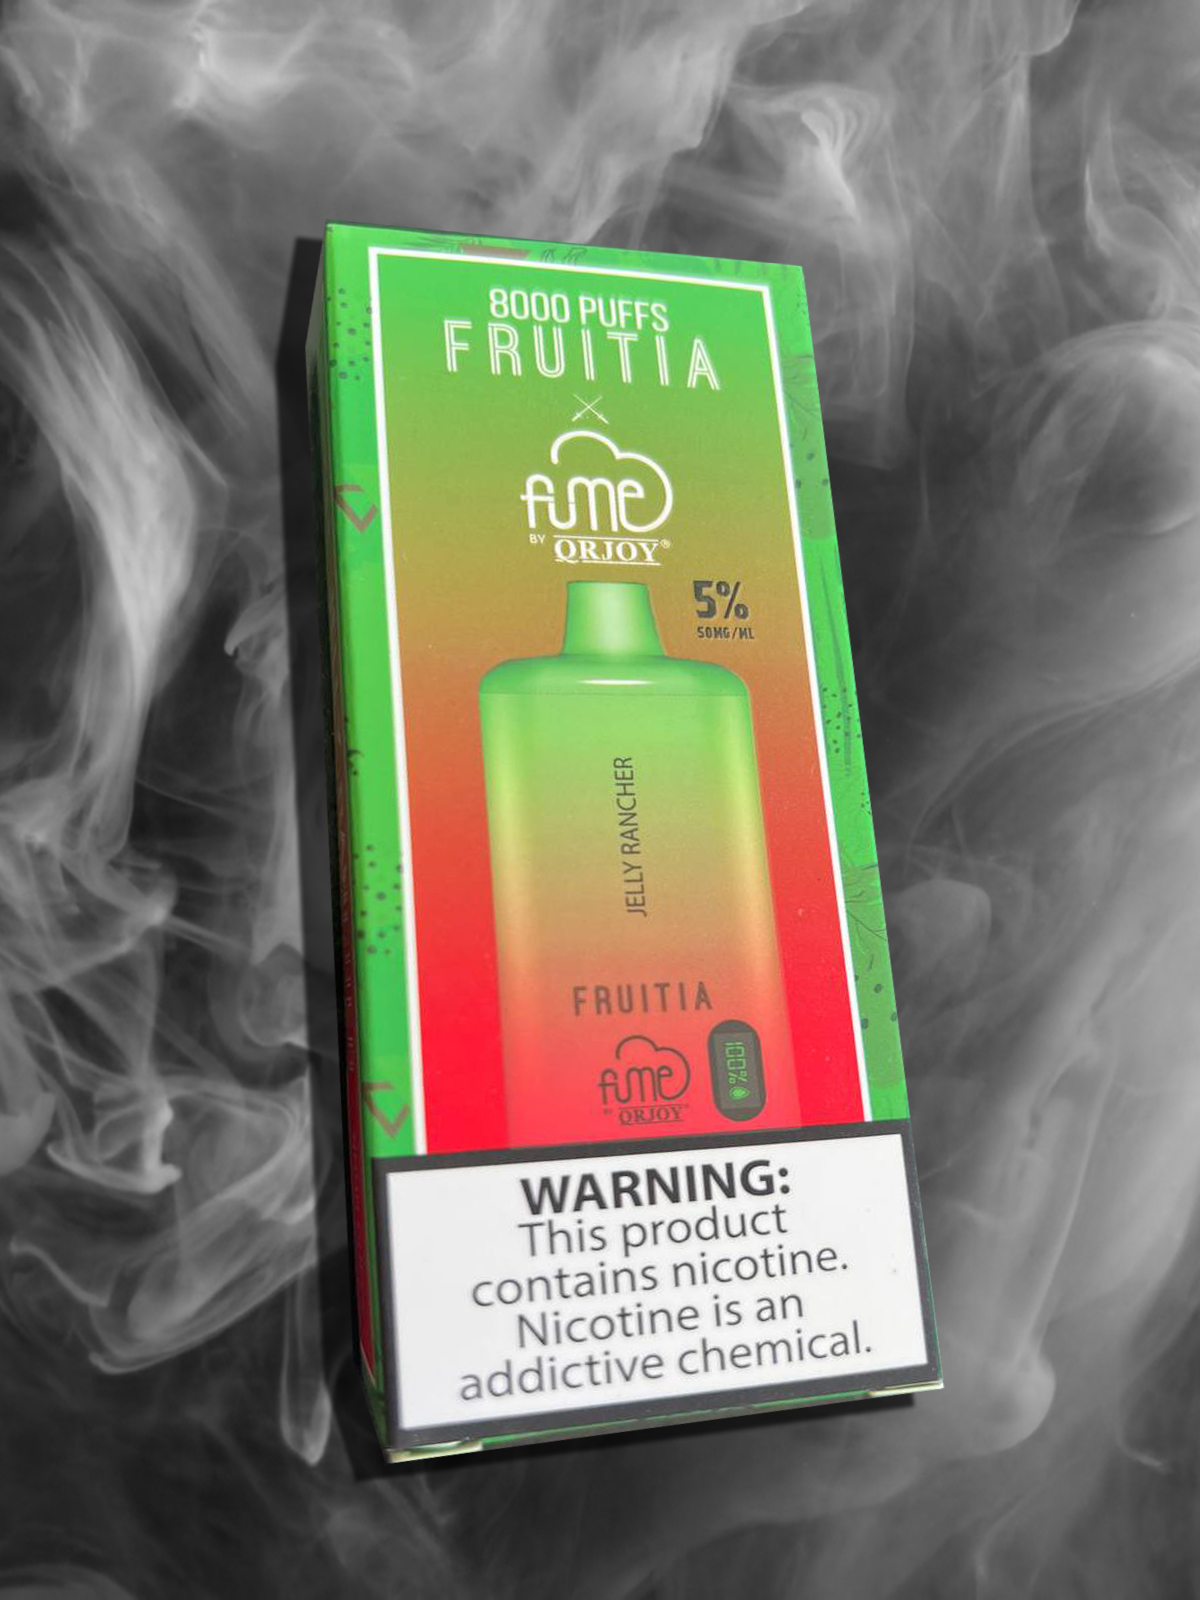 8000 PUFFS
FRUITIA
fume
BY QRJOY®
5%
50MG/ML
JELLY RANCHER
FRUITIA
fume
BY QRJOY
100%
WARNING:
This product
contains nicotine.
Nicotine is an
addictive chemical.